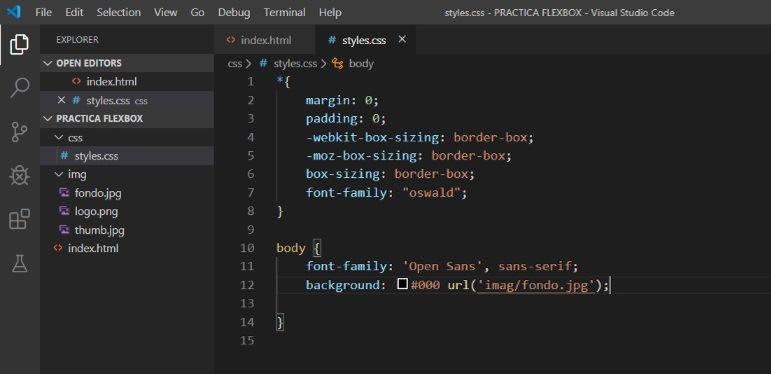 File Edit Selection View Go Debug Terminal Help styles.css - PRACTICA FLEXBOX - Visual Studio Code
EXPLORER
OPEN EDITORS
index.html
styles.css css
PRACTICA FLEXBOX
css
styles.css
img
fondo.jpg
logo.png
thumb.jpg
index.html
index.html styles.css
css > # styles.css > body
1 *{
2 margin: 0;
3 padding: 0;
4 -webkit-box-sizing: border-box;
5 -moz-box-sizing: border-box;
6 box-sizing: border-box;
7 font-family: "oswald";
8 }
9
10 body {
11 font-family: 'Open Sans', sans-serif;
12 background: #000 url('imag/fondo.jpg');
13
14 }
15